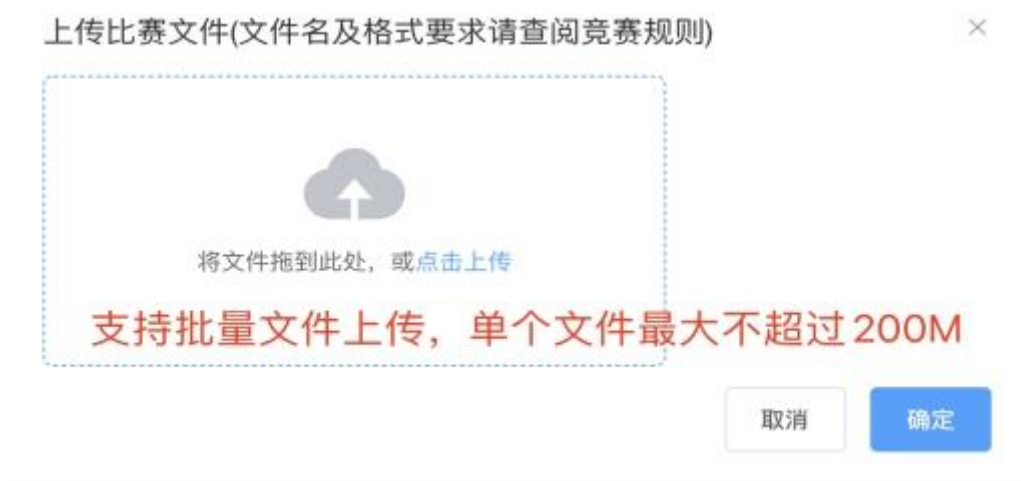 上传比赛文件(文件名及格式要求请查阅竞赛规则)
将文件拖到此处，或点击上传
支持批量文件上传，单个文件最大不超过200M
取消 确定